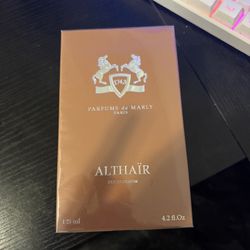 1743
PARFUMS de MARLY
PARIS
ALTHAÏR
EAU DE PARFUM
125 ml 4.2 fl.Oz